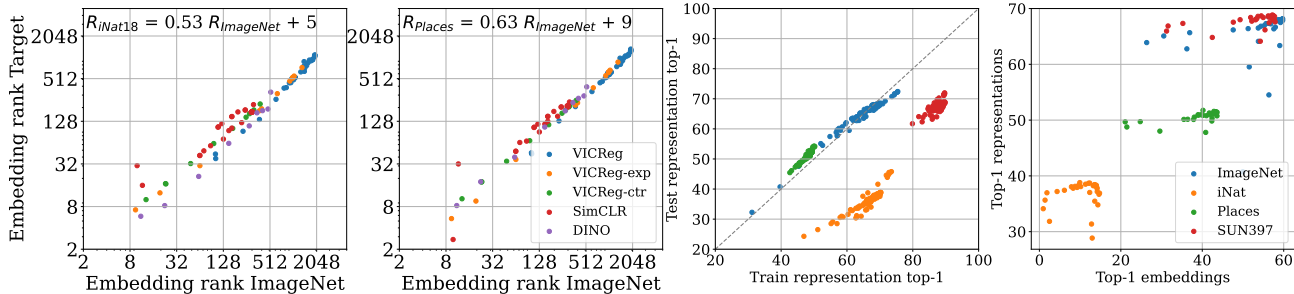 R_iNat18 = 0.53 R_ImageNet + 5
Embedding rank Target
2048
512
128
32
8
2
2 8 32 128 512 2048
Embedding rank ImageNet
R_Places = 0.63 R_ImageNet + 9
2048
512
128
32
8
2
VICReg
VICReg-exp
VICReg-ctr
SimCLR
DINO
2 8 32 128 512 2048
Embedding rank ImageNet
Test representation top-1
100
90
80
70
60
50
40
30
20
20 40 60 80 100
Train representation top-1
Top-1 representations
70
60
50
40
30
ImageNet
iNat
Places
SUN397
0 20 40 60
Top-1 embeddings